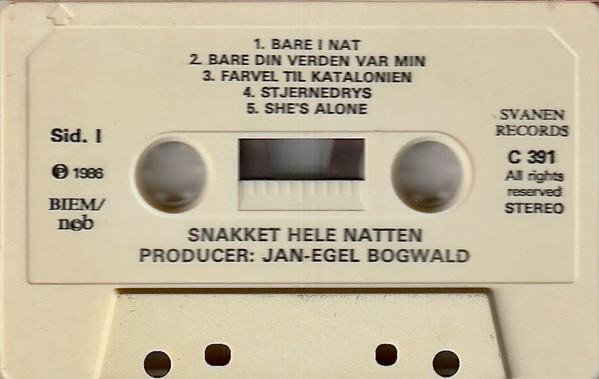 1. BARE I NAT
2. BARE DIN VERDEN VAR MIN
3. FARVEL TIL KATALONIEN
4. STJERNEDRYS
5. SHE'S ALONE
Sid. I
Ⓟ 1986
BIEM/
ncb
SVANEN
RECORDS
C 391
All rights
reserved
STEREO
SNAKKET HELE NATTEN
PRODUCER: JAN-EGEL BOGWALD